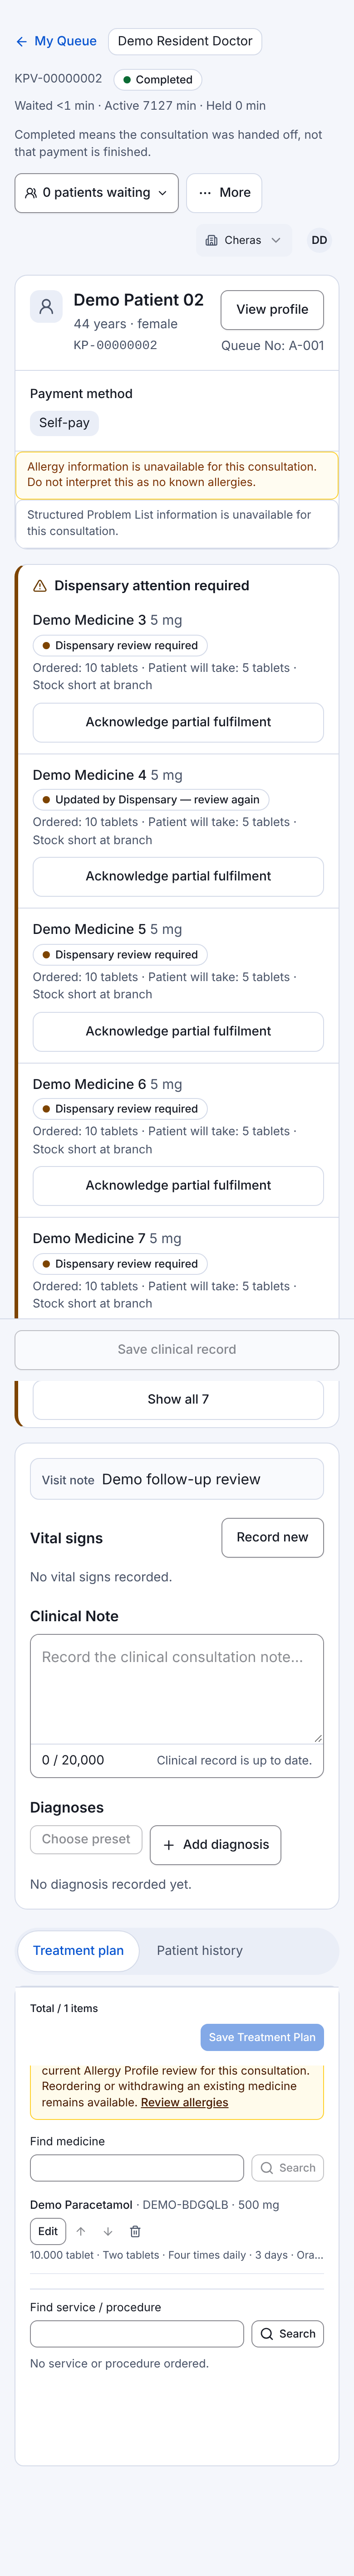 My Queue
Demo Resident Doctor
KPV-00000002
Completed
Waited <1 min · Active 7127 min · Held 0 min
Completed means the consultation was handed off, not
that payment is finished.
0 patients waiting
More
Cheras
DD
Demo Patient 02
View profile
44 years · female
KP-00000002
Queue No: A-001
Payment method
Self-pay
Allergy information is unavailable for this consultation.
Do not interpret this as no known allergies.
Structured Problem List information is unavailable for
this consultation.
Dispensary attention required
Demo Medicine 3 5 mg
Dispensary review required
Ordered: 10 tablets · Patient will take: 5 tablets ·
Stock short at branch
Acknowledge partial fulfilment
Demo Medicine 4 5 mg
Updated by Dispensary — review again
Ordered: 10 tablets · Patient will take: 5 tablets ·
Stock short at branch
Acknowledge partial fulfilment
Demo Medicine 5 5 mg
Dispensary review required
Ordered: 10 tablets · Patient will take: 5 tablets ·
Stock short at branch
Acknowledge partial fulfilment
Demo Medicine 6 5 mg
Dispensary review required
Ordered: 10 tablets · Patient will take: 5 tablets ·
Stock short at branch
Acknowledge partial fulfilment
Demo Medicine 7 5 mg
Dispensary review required
Ordered: 10 tablets · Patient will take: 5 tablets ·
Stock short at branch
Save clinical record
Show all 7
Visit note Demo follow-up review
Vital signs
Record new
No vital signs recorded.
Clinical Note
Record the clinical consultation note...
0 / 20,000
Clinical record is up to date.
Diagnoses
Choose preset
Add diagnosis
No diagnosis recorded yet.
Treatment plan
Patient history
Total / 1 items
Save Treatment Plan
current Allergy Profile review for this consultation.
Reordering or withdrawing an existing medicine
remains available. Review allergies
Find medicine
Search
Demo Paracetamol · DEMO-BDGQLB · 500 mg
Edit
10.000 tablet · Two tablets · Four times daily · 3 days · Ora...
Find service / procedure
Search
No service or procedure ordered.